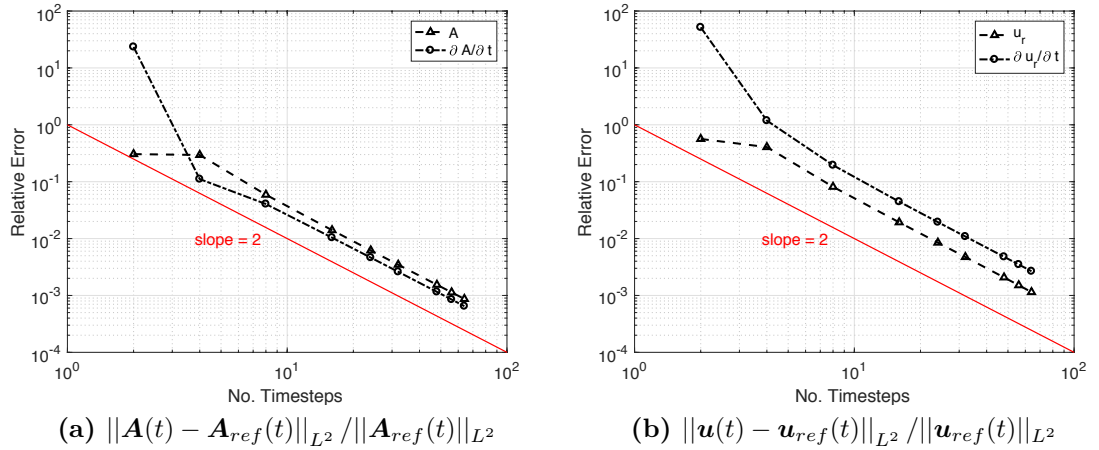 A
∂ A/∂ t
10^2
10^1
10^0
10^-1
10^-2
10^-3
10^-4
Relative Error
slope = 2
10^0 10^1 10^2
No. Timesteps
(a) ||A(t) − A_ref(t)||_L² / ||A_ref(t)||_L²
u_r
∂ u_r/∂ t
10^2
10^1
10^0
10^-1
10^-2
10^-3
10^-4
Relative Error
slope = 2
10^0 10^1 10^2
No. Timesteps
(b) ||u(t) − u_ref(t)||_L² / ||u_ref(t)||_L²